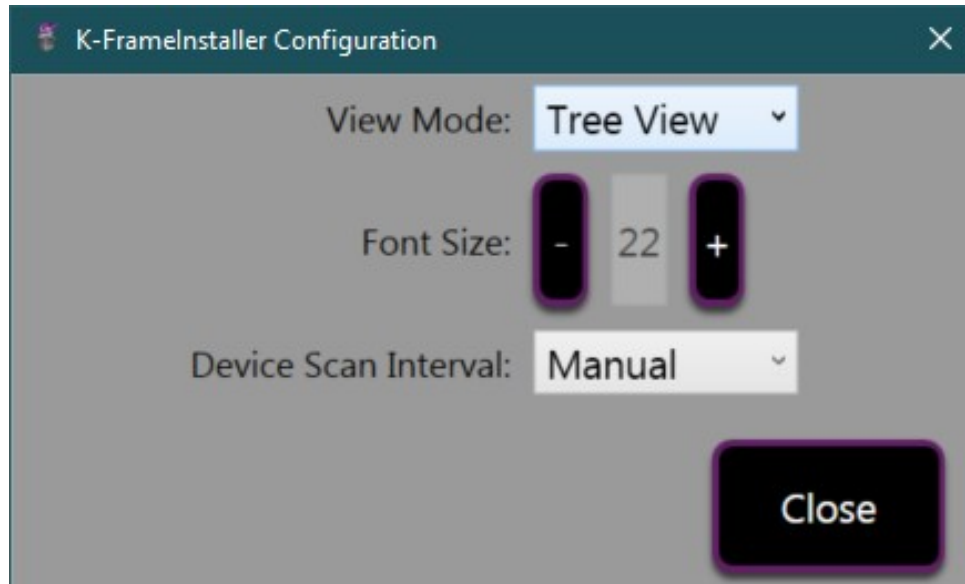 K-FrameInstaller Configuration
View Mode: Tree View
Font Size: - 22 +
Device Scan Interval: Manual
Close